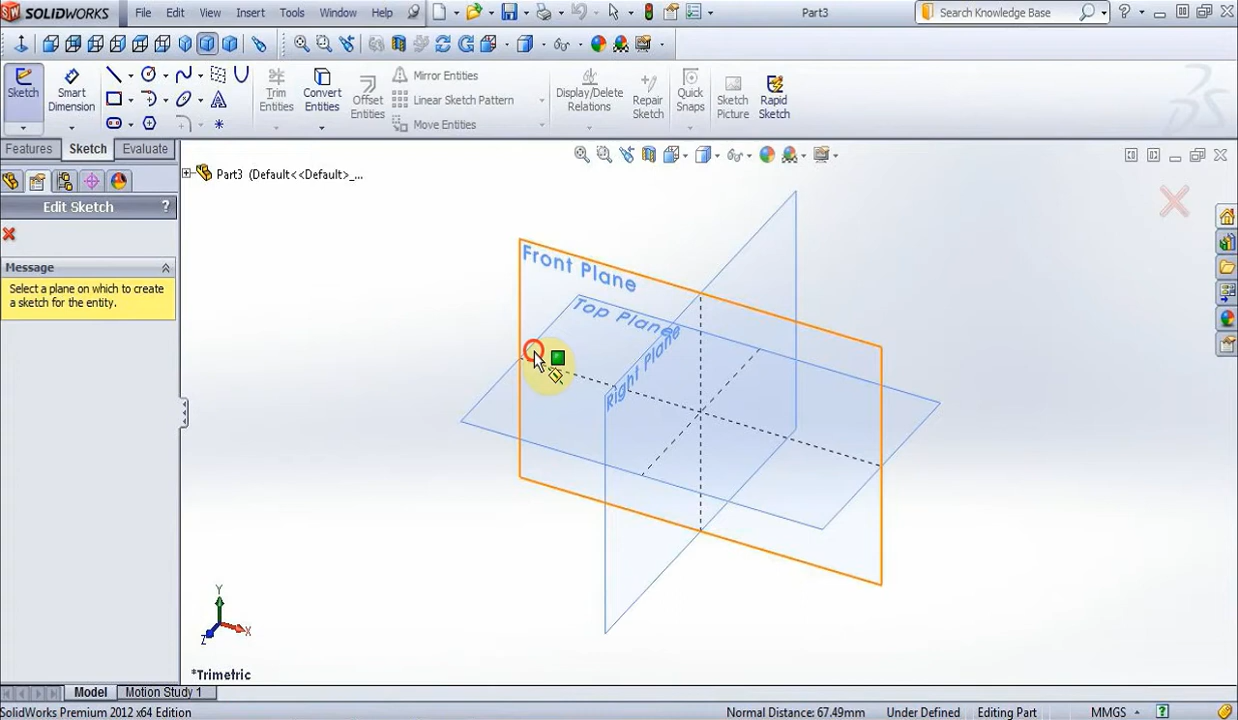 SOLIDWORKS File Edit View Insert Tools Window Help Part3 Search Knowledge Base ?
Sketch
Smart
Dimension
Trim
Entities
Convert
Entities
Offset
Entities
Mirror Entities
Linear Sketch Pattern
Move Entities
Display/Delete
Relations
Repair
Sketch
Quick
Snaps
Sketch
Picture
Rapid
Sketch
Features Sketch Evaluate
Part3 (Default<<Default>_...
Edit Sketch ?
Message
Select a plane on which to create
a sketch for the entity.
Front Plane
Top Plane
Right Plane
Y
X
Z
*Trimetric
Model Motion Study 1
SolidWorks Premium 2012 x64 Edition Normal Distance: 67.49mm Under Defined Editing Part MMGS ?